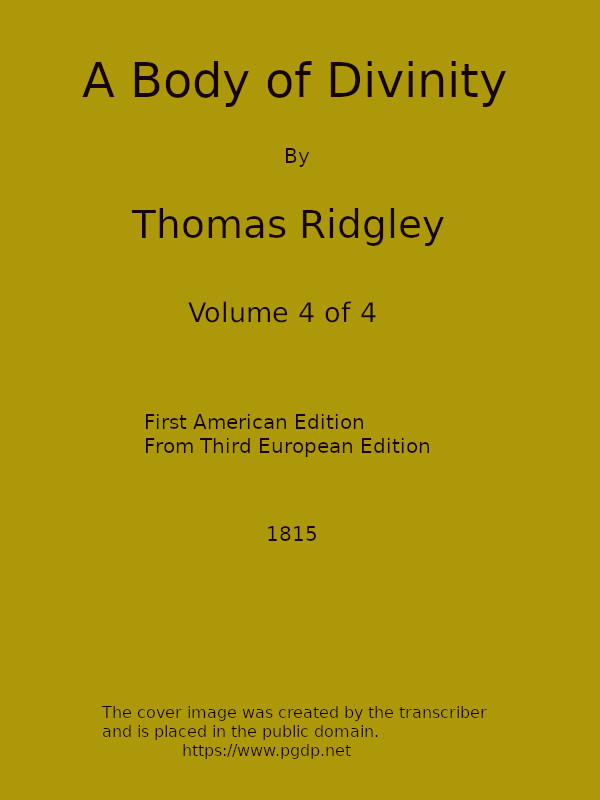 A Body of Divinity
By
Thomas Ridgley
Volume 4 of 4
First American Edition
From Third European Edition
1815
The cover image was created by the transcriber
and is placed in the public domain.
https://www.pgdp.net